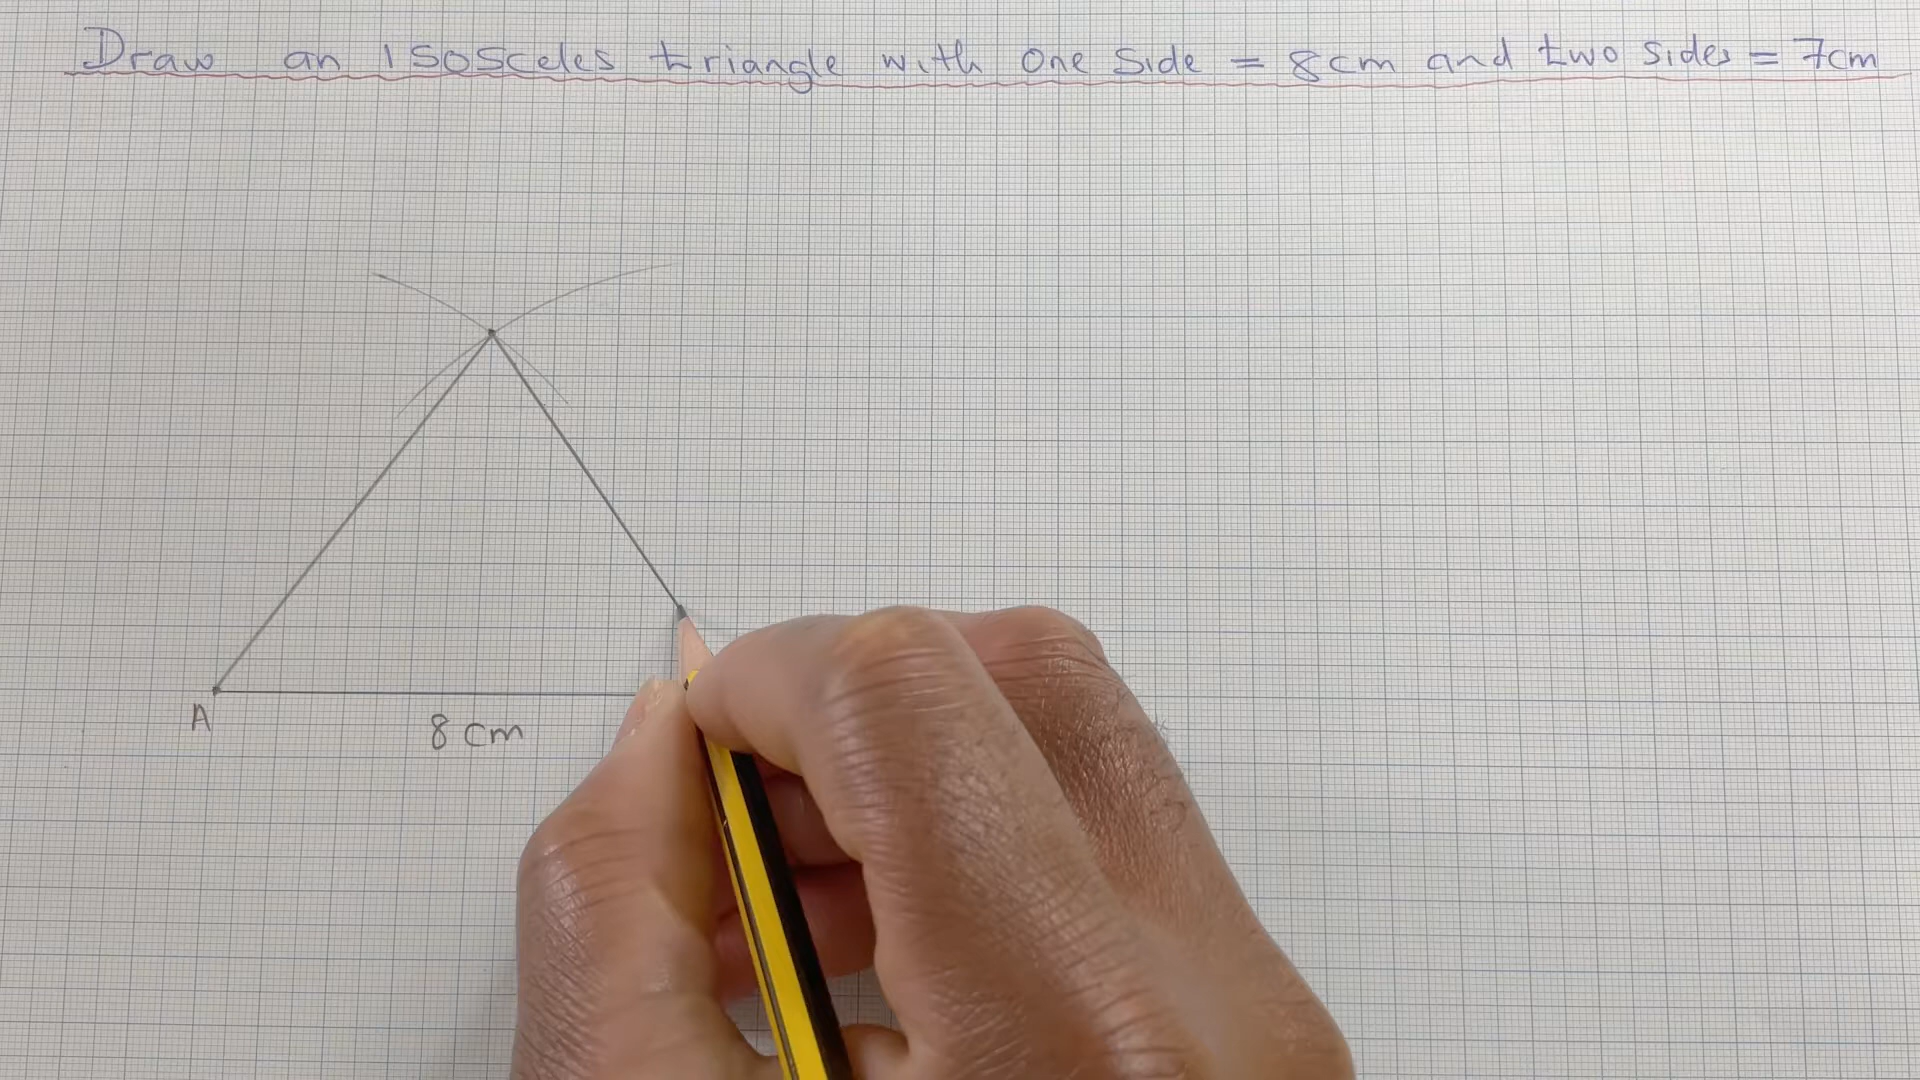 Draw an Isosceles triangle with one side = 8cm and two sides = 7cm
A
8 cm